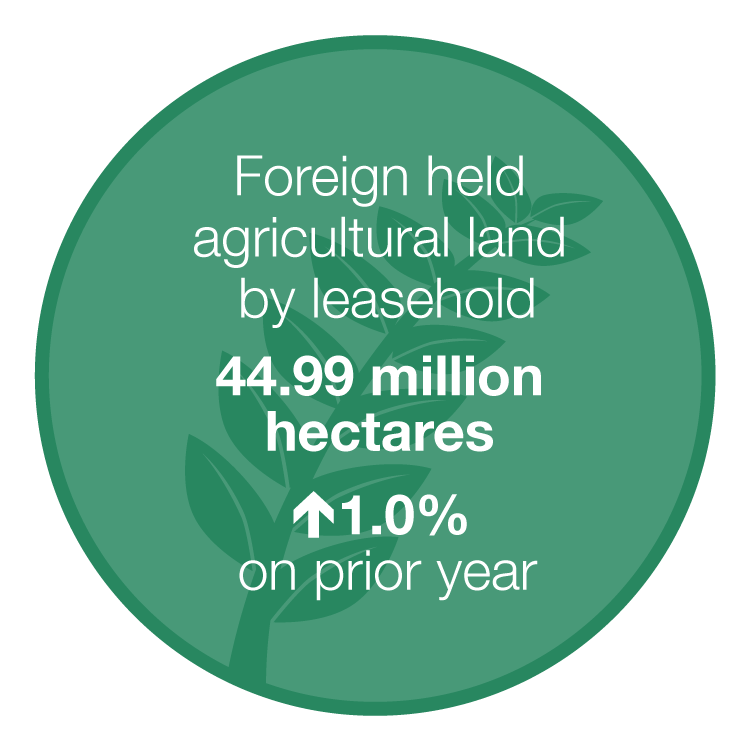 Foreign held
agricultural land
by leasehold
44.99 million
hectares
↑1.0%
on prior year